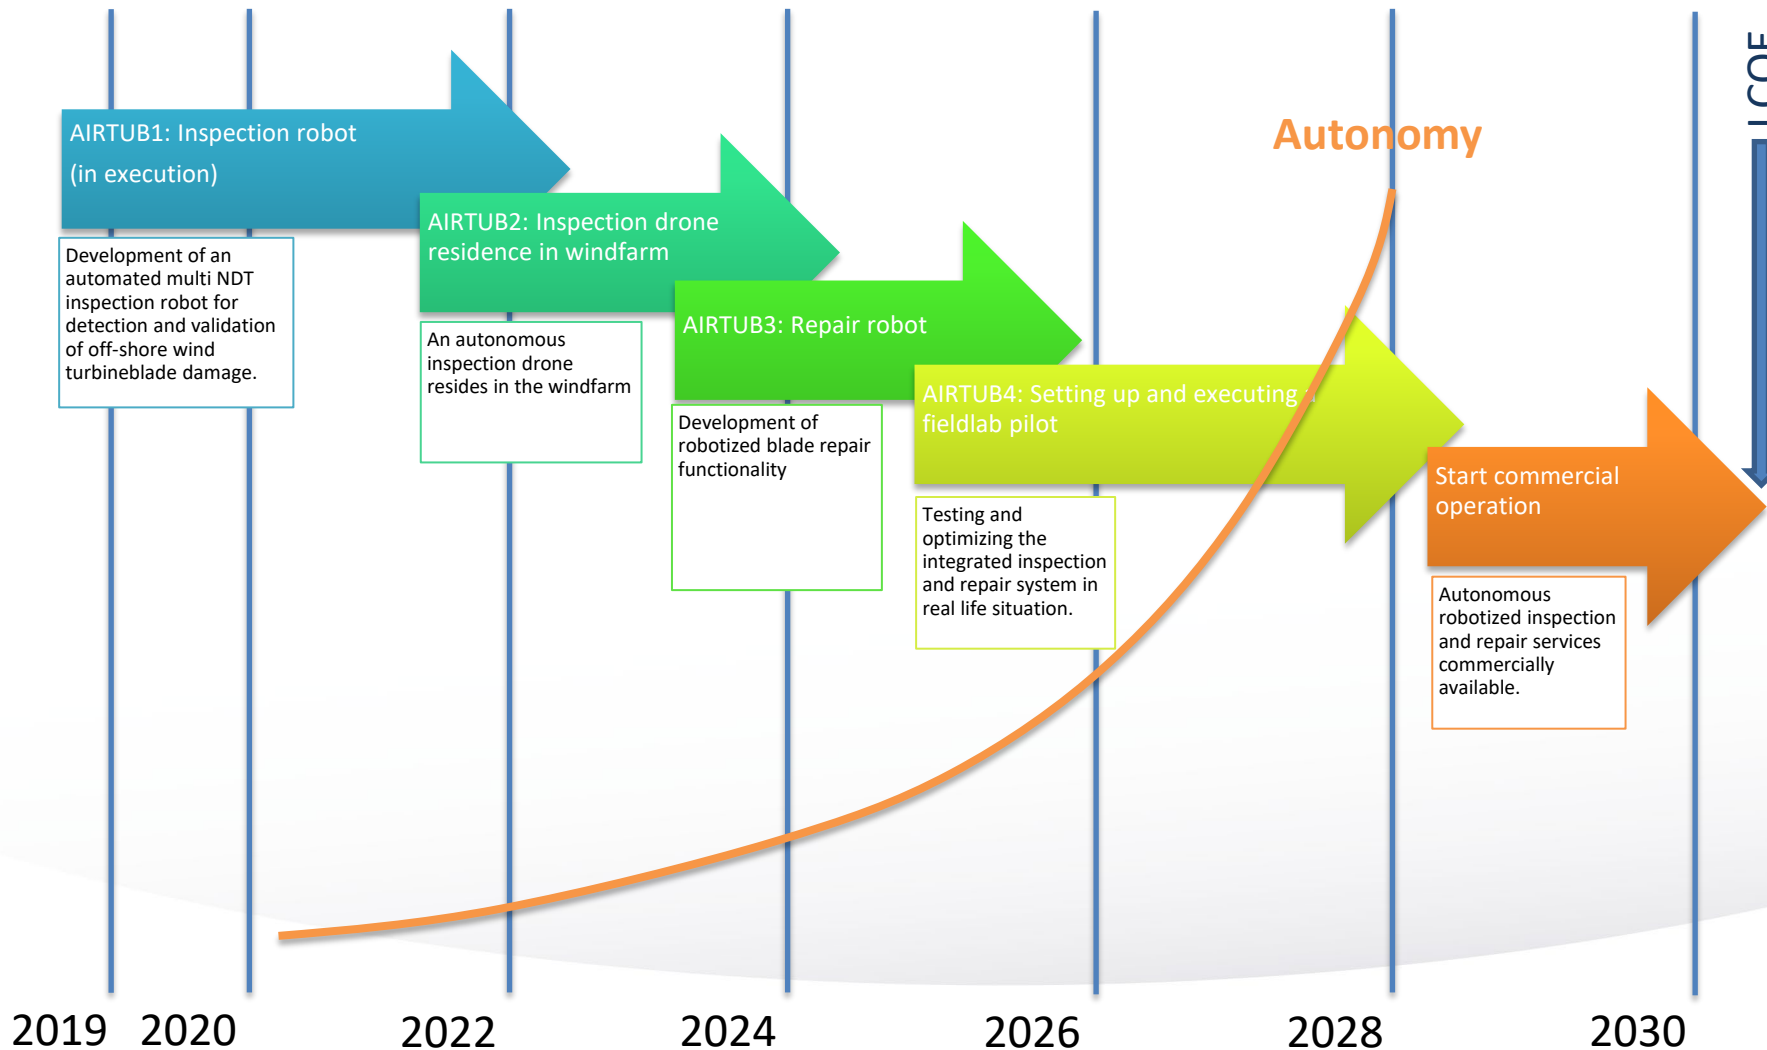 AIRTUB1: Inspection robot
(in execution)
Development of an
automated multi NDT
inspection robot for
detection and validation
of off-shore wind
turbineblade damage.
AIRTUB2: Inspection drone
residence in windfarm
An autonomous
inspection drone
resides in the windfarm
AIRTUB3: Repair robot
Development of
robotized blade repair
functionality
AIRTUB4: Setting up and executing a
fieldlab pilot
Testing and
optimizing the
integrated inspection
and repair system in
real life situation.
Autonomy
Start commercial
operation
Autonomous
robotized inspection
and repair services
commercially
available.
LCOE
2019 2020 2022 2024 2026 2028 2030